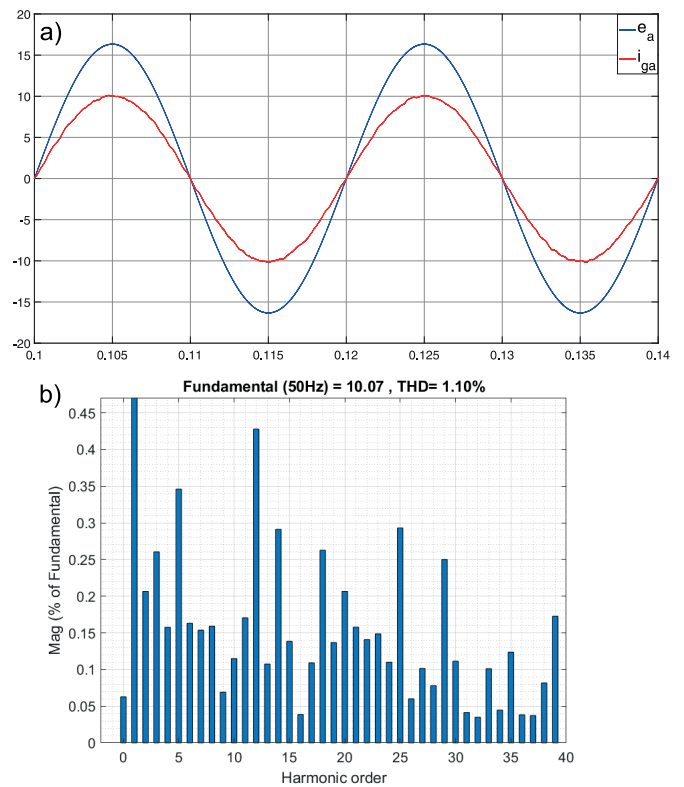 a)
20
15
10
5
0
-5
-10
-15
-20
0.1 0.105 0.11 0.115 0.12 0.125 0.13 0.135 0.14
e_a
i_ga
b)
Fundamental (50Hz) = 10.07 , THD= 1.10%
Mag (% of Fundamental)
0.45
0.4
0.35
0.3
0.25
0.2
0.15
0.1
0.05
0
0 5 10 15 20 25 30 35 40
Harmonic order